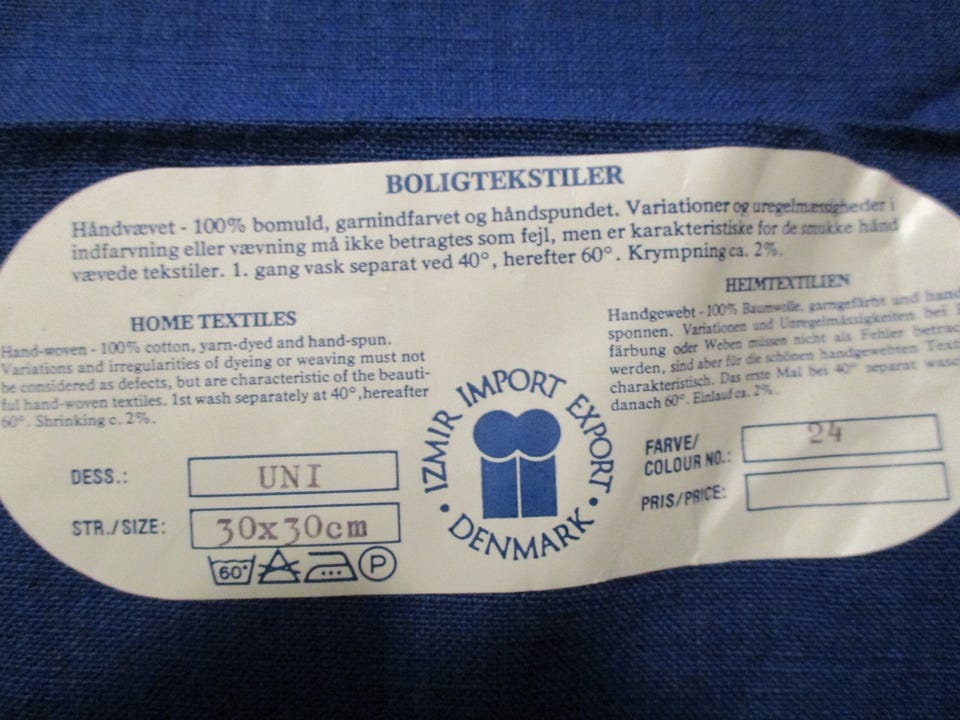 BOLIGTEKSTILER
Håndvævet - 100% bomuld, garnindfarvet og håndspundet. Variationer og uregelmæssigheder i
indfarvning eller vævning må ikke betragtes som fejl, men er karakteristiske for de smukke hånd
vævede tekstiler. 1. gang vask separat ved 40°, herefter 60°. Krympning ca. 2%.
HOME TEXTILES
Hand-woven - 100% cotton, yarn-dyed and hand-spun.
Variations and irregularities of dyeing or weaving must not
be considered as defects, but are characteristic of the beauti-
ful hand-woven textiles. 1st wash separately at 40°, hereafter
60°. Shrinking c. 2%.
HEIMTEXTILIEN
Handgewebt - 100% Baumwolle, garngefärbt und hand
sponnen. Variationen und Unregelmässigkeiten bei
färbung oder Weben müssen nicht als Fehler betrac
werden, sind aber für die schönen handgewebten Text
charakteristisch. Das erste Mal bei 40° separat wasc
danach 60°. Einlauf ca. 2%.
IZMIR IMPORT EXPORT
• DENMARK •
DESS.: UNI
STR./SIZE: 30x30cm
60° P
FARVE/
COLOUR NO.: 24
PRIS/PRICE: